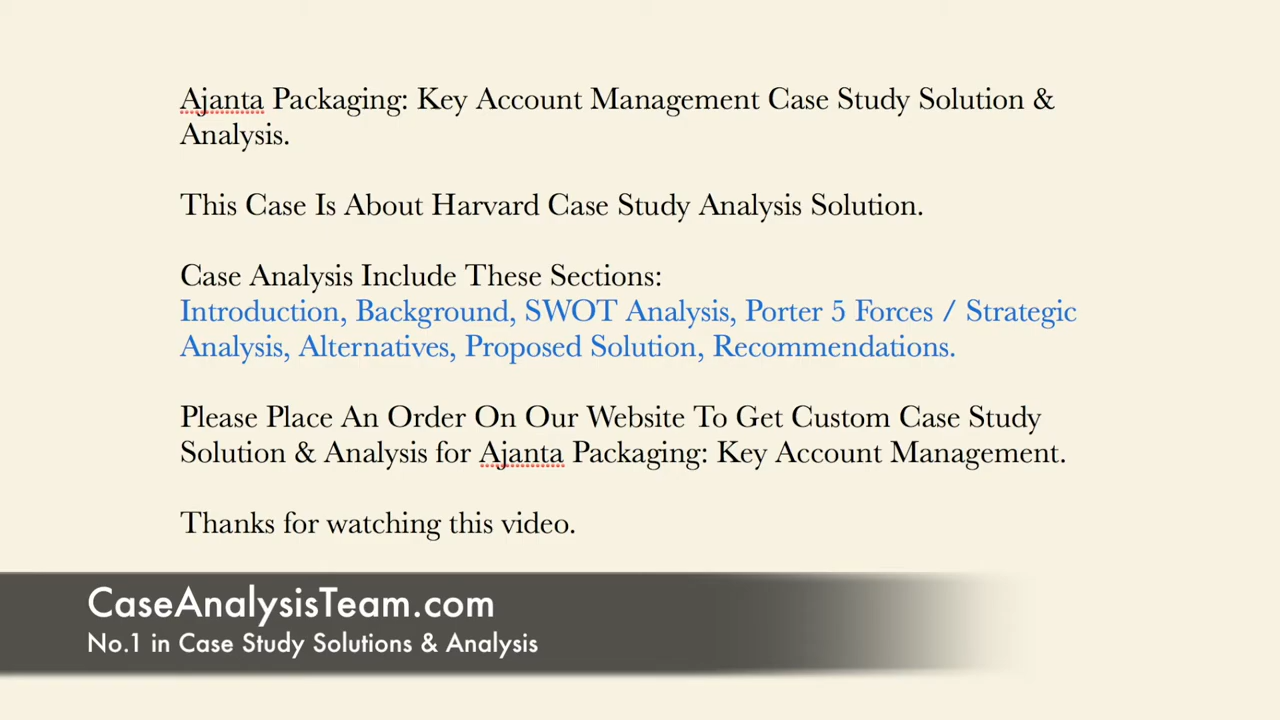 Ajanta Packaging: Key Account Management Case Study Solution &
Analysis.
This Case Is About Harvard Case Study Analysis Solution.
Case Analysis Include These Sections:
Introduction, Background, SWOT Analysis, Porter 5 Forces / Strategic
Analysis, Alternatives, Proposed Solution, Recommendations.
Please Place An Order On Our Website To Get Custom Case Study
Solution & Analysis for Ajanta Packaging: Key Account Management.
Thanks for watching this video.
CaseAnalysisTeam.com
No.1 in Case Study Solutions & Analysis